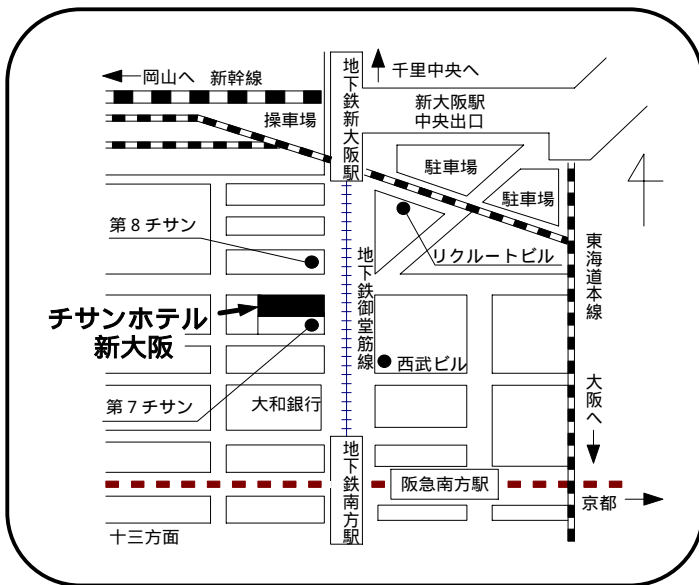 岡山へ 新幹線
千里中央へ
操車場
地下鉄新大阪駅
新大阪駅
中央出口
駐車場
駐車場
第8チサン
リクルートビル
地下鉄御堂筋線
東海道本線
チサンホテル
新大阪
西武ビル
第7チサン
大和銀行
大阪へ
地下鉄南方駅
阪急南方駅
京都
十三方面